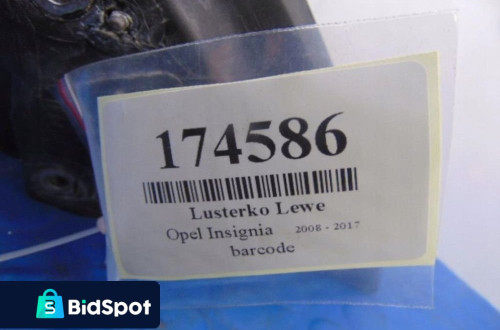 174586
Lusterko Lewe
Opel Insignia 2008 - 2017
barcode
S BidSpot